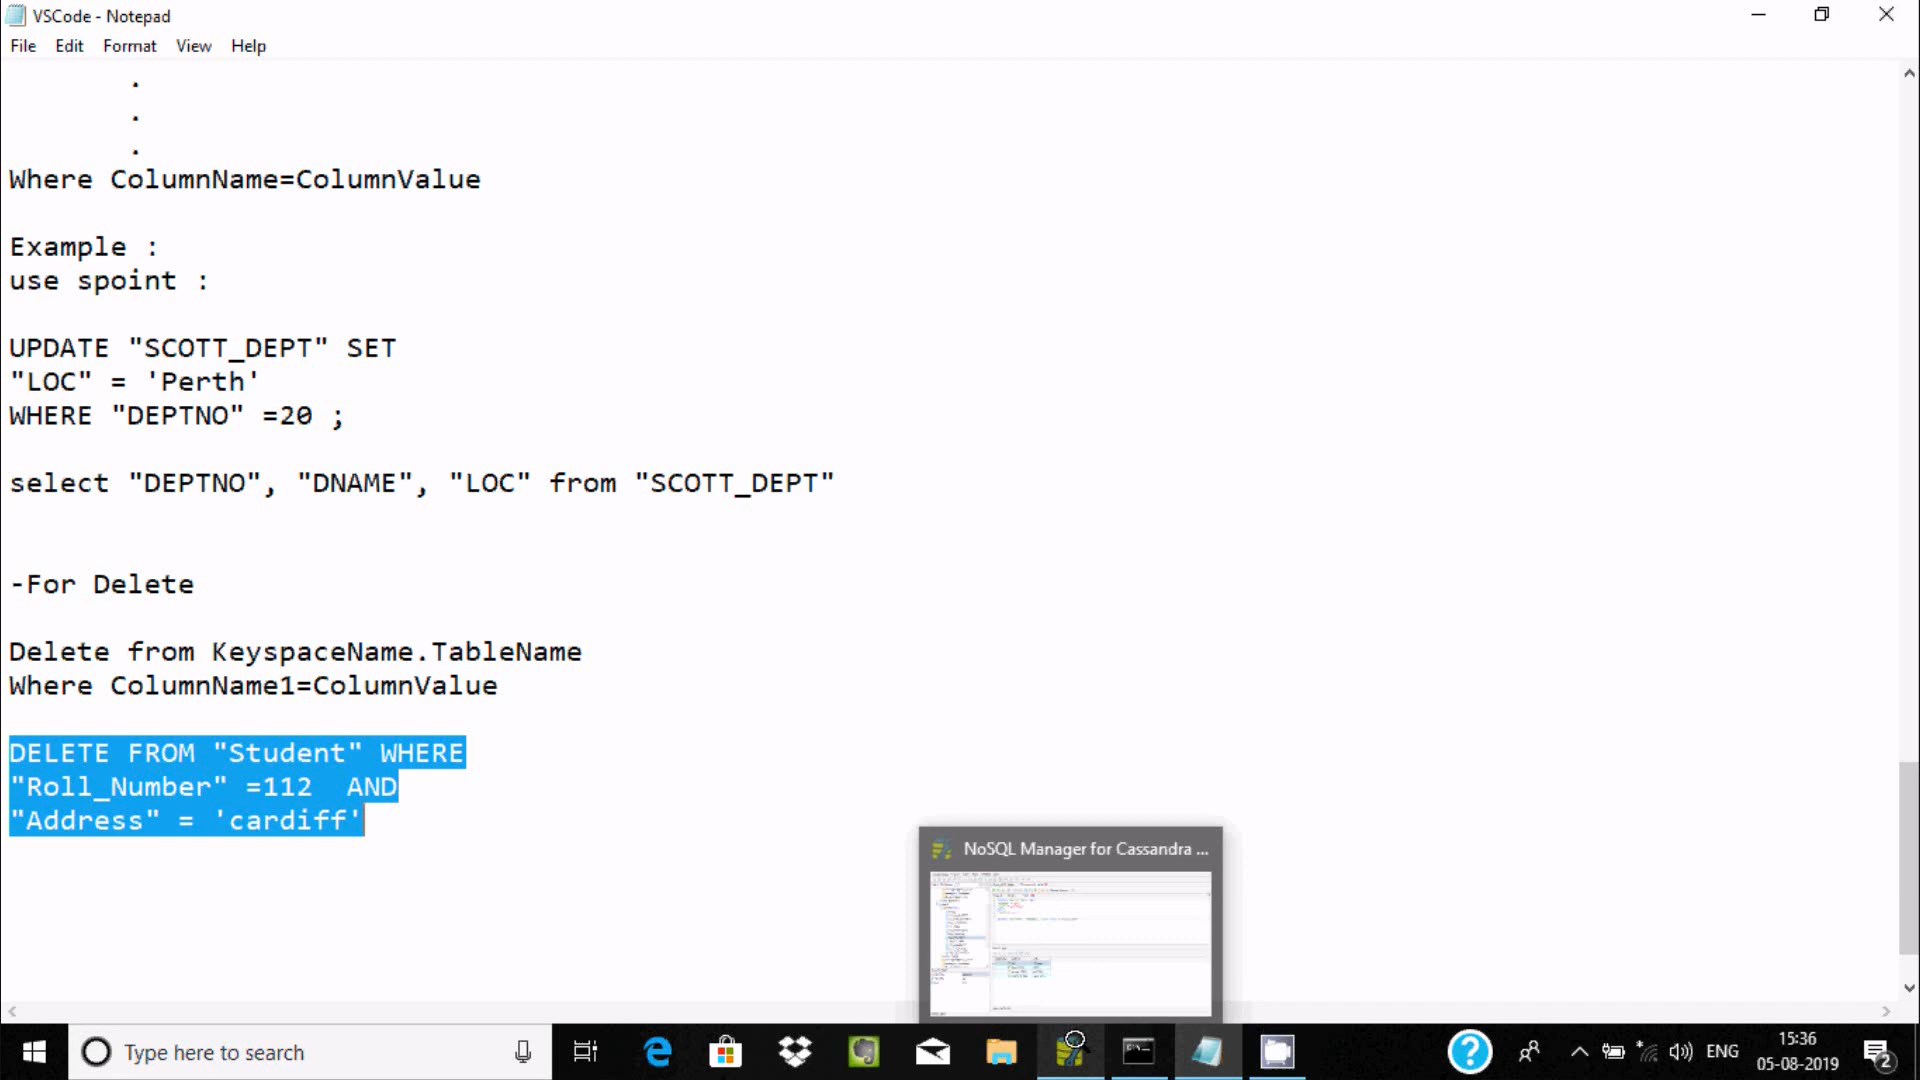 VSCode - Notepad
File Edit Format View Help
.
.
.
Where ColumnName=ColumnValue
Example :
use spoint :
UPDATE "SCOTT_DEPT" SET
"LOC" = 'Perth'
WHERE "DEPTNO" =20 ;
select "DEPTNO", "DNAME", "LOC" from "SCOTT_DEPT"
-For Delete
Delete from KeyspaceName.TableName
Where ColumnName1=ColumnValue
DELETE FROM "Student" WHERE
"Roll_Number" =112  AND
"Address" = 'cardiff'
NoSQL Manager for Cassandra ...
Type here to search
ENG
15:36
05-08-2019
2